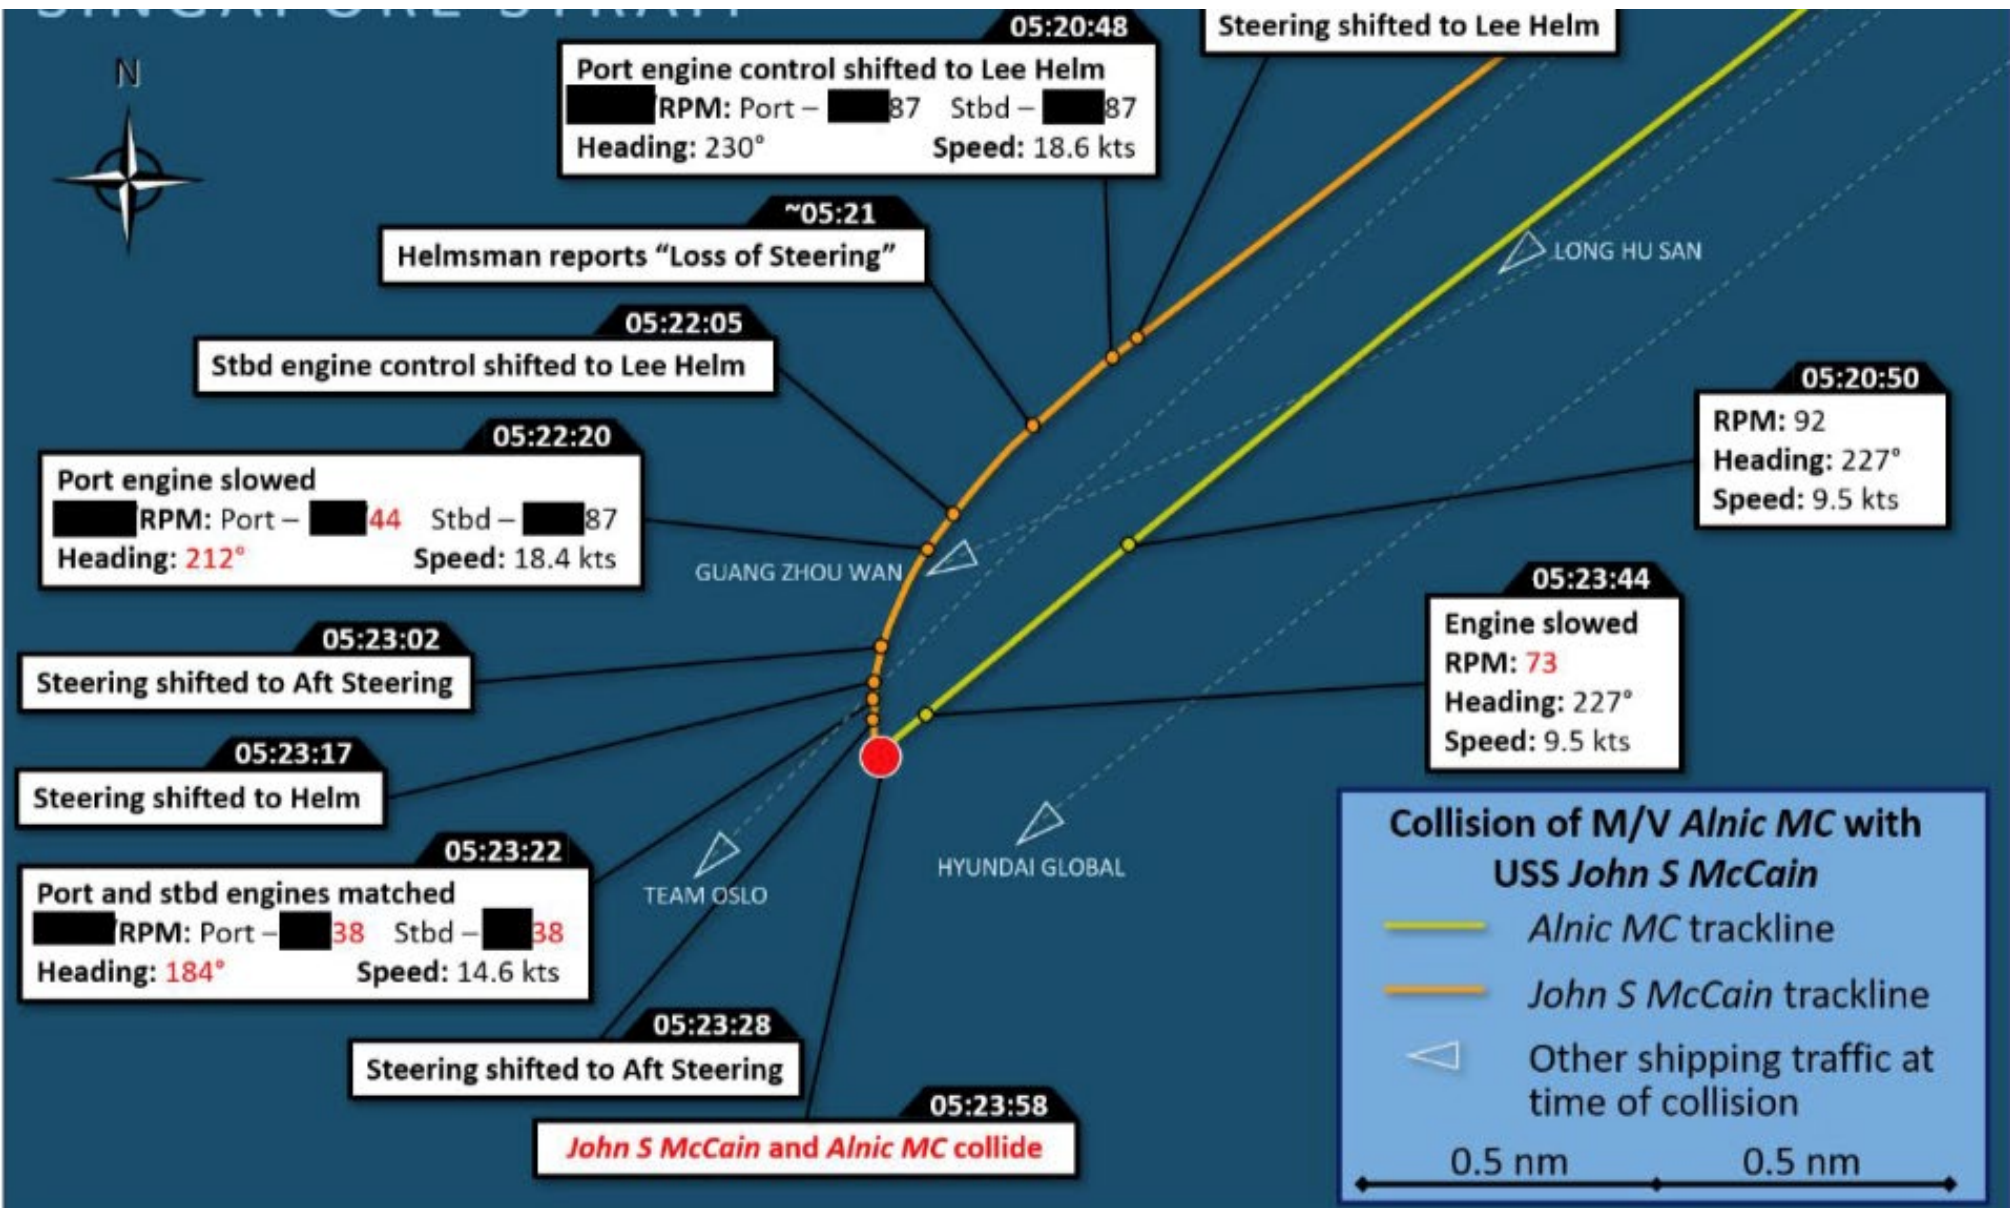 SINGAPORE STRAIT
N
05:20:48
Port engine control shifted to Lee Helm
/RPM: Port – 87 Stbd – 87
Heading: 230° Speed: 18.6 kts
Steering shifted to Lee Helm
~05:21
Helmsman reports “Loss of Steering”
LONG HU SAN
05:22:05
Stbd engine control shifted to Lee Helm
05:20:50
RPM: 92
Heading: 227°
Speed: 9.5 kts
05:22:20
Port engine slowed
/RPM: Port – /44 Stbd – 87
Heading: 212° Speed: 18.4 kts
GUANG ZHOU WAN
05:23:44
Engine slowed
RPM: 73
Heading: 227°
Speed: 9.5 kts
05:23:02
Steering shifted to Aft Steering
05:23:17
Steering shifted to Helm
05:23:22
Port and stbd engines matched
/RPM: Port – 38 Stbd – 38
Heading: 184° Speed: 14.6 kts
TEAM OSLO
HYUNDAI GLOBAL
05:23:28
Steering shifted to Aft Steering
05:23:58
John S McCain and Alnic MC collide
Collision of M/V Alnic MC with
USS John S McCain
Alnic MC trackline
John S McCain trackline
Other shipping traffic at
time of collision
0.5 nm 0.5 nm